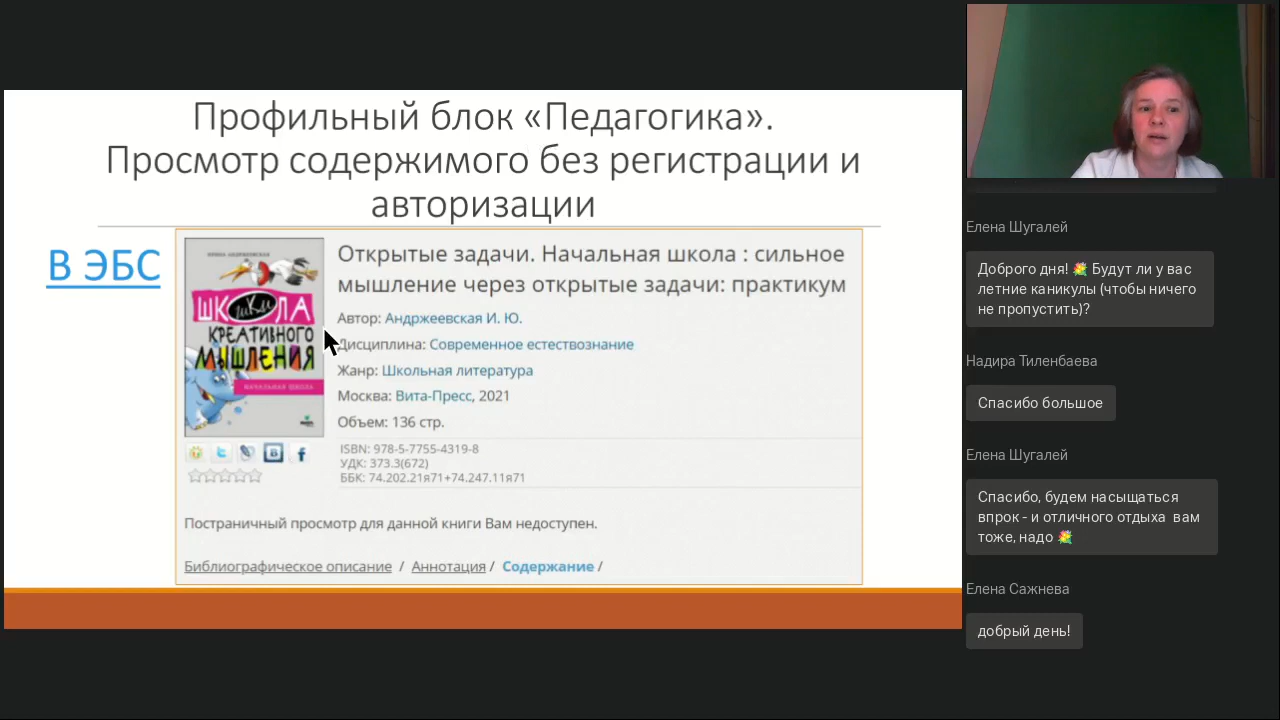 Профильный блок «Педагогика».
Просмотр содержимого без регистрации и
авторизации
В ЭБС
ШКОЛА
КРЕАТИВНОГО
МЫШЛЕНИЯ
НАЧАЛЬНАЯ ШКОЛА
Открытые задачи. Начальная школа : сильное
мышление через открытые задачи: практикум
Автор: Андржеевская И. Ю.
Дисциплина: Современное естествознание
Жанр: Школьная литература
Москва: Вита-Пресс, 2021
Объем: 136 стр.
ISBN: 978-5-7755-4319-8
УДК: 373.3(672)
ББК: 74.202.21я71+74.247.11я71
Постраничный просмотр для данной книги Вам недоступен.
Библиографическое описание / Аннотация / Содержание /
Елена Шугалей
Доброго дня! 💐 Будут ли у вас
летние каникулы (чтобы ничего
не пропустить)?
Надира Тиленбаева
Спасибо большое
Елена Шугалей
Спасибо, будем насыщаться
впрок - и отличного отдыха вам
тоже, надо 💐
Елена Сажнева
добрый день!